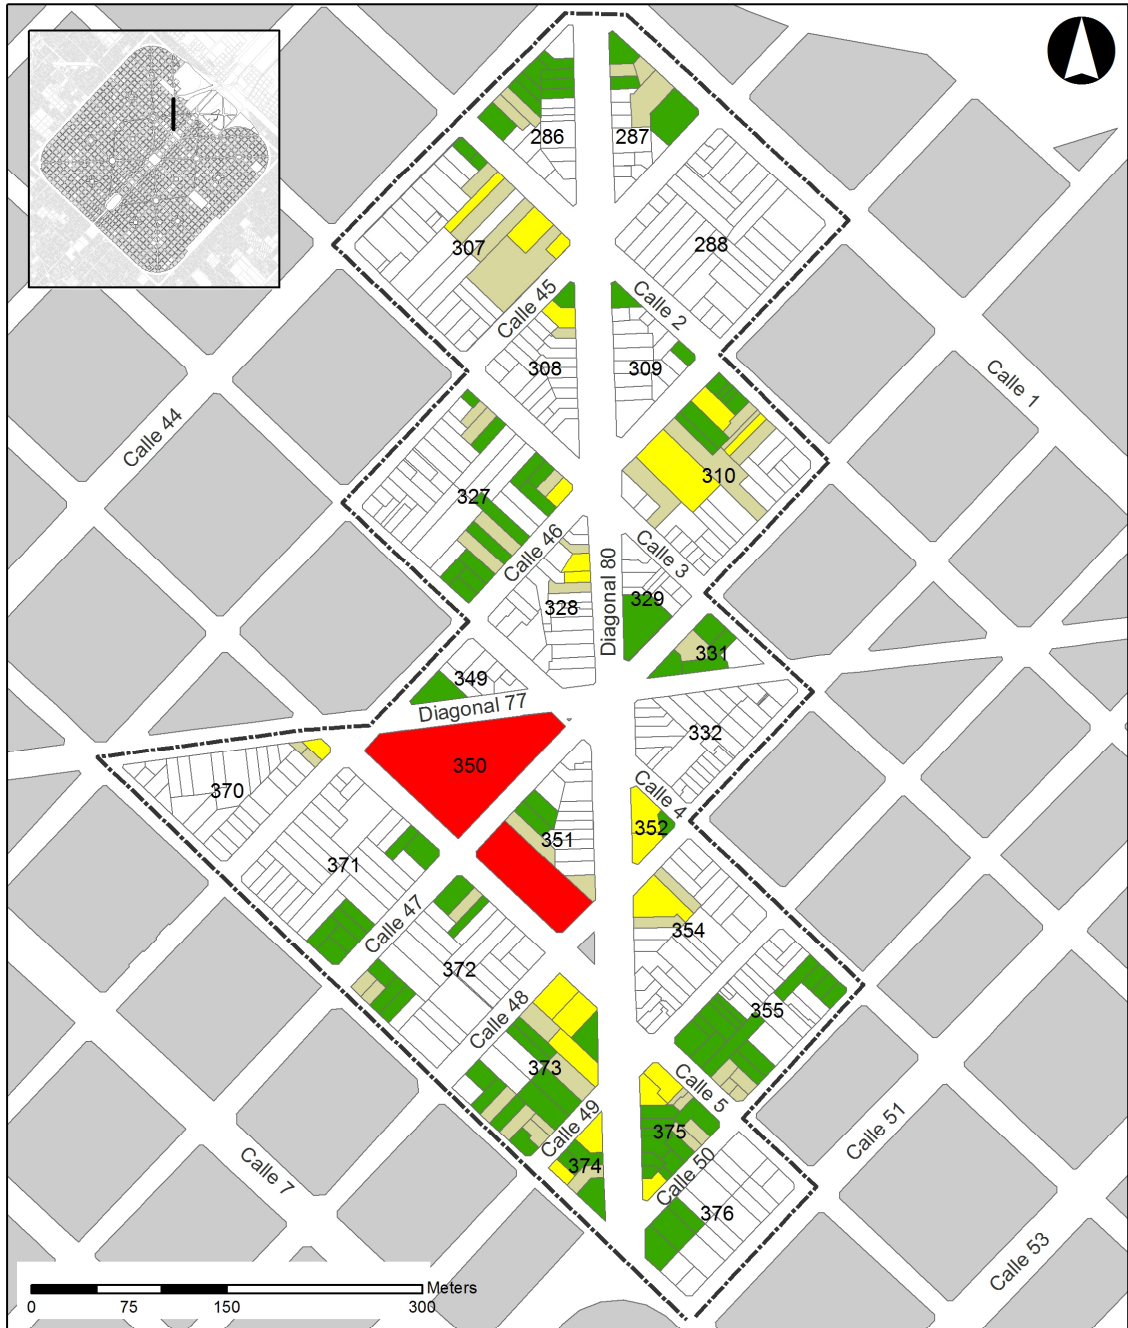 286
287
307
288
Calle 45
Calle 2
308
309
Calle 1
Calle 44
310
327
Calle 46
Calle 3
328
Diagonal 80
329
331
349
Diagonal 77
332
350
370
Calle 4
351
352
371
Calle 47
354
372
355
Calle 48
373
Calle 5
Calle 49
375
Calle 51
374
Calle 50
Calle 7
376
Calle 53
Meters
0 75 150 300